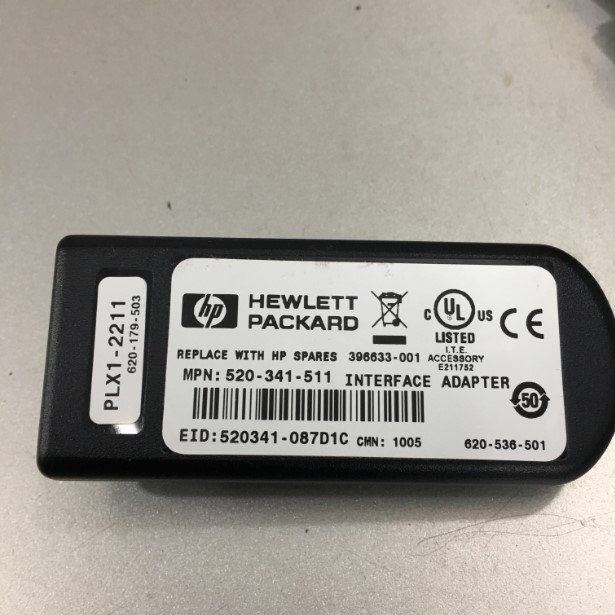 PLX1-2211
620-179-503
hp
HEWLETT
PACKARD
C UL US
LISTED
I.T.E.
ACCESSORY
E211752
CE
REPLACE WITH HP SPARES 396633-001
MPN: 520-341-511 INTERFACE ADAPTER
50
EID:520341-087D1C CMN: 1005
620-536-501